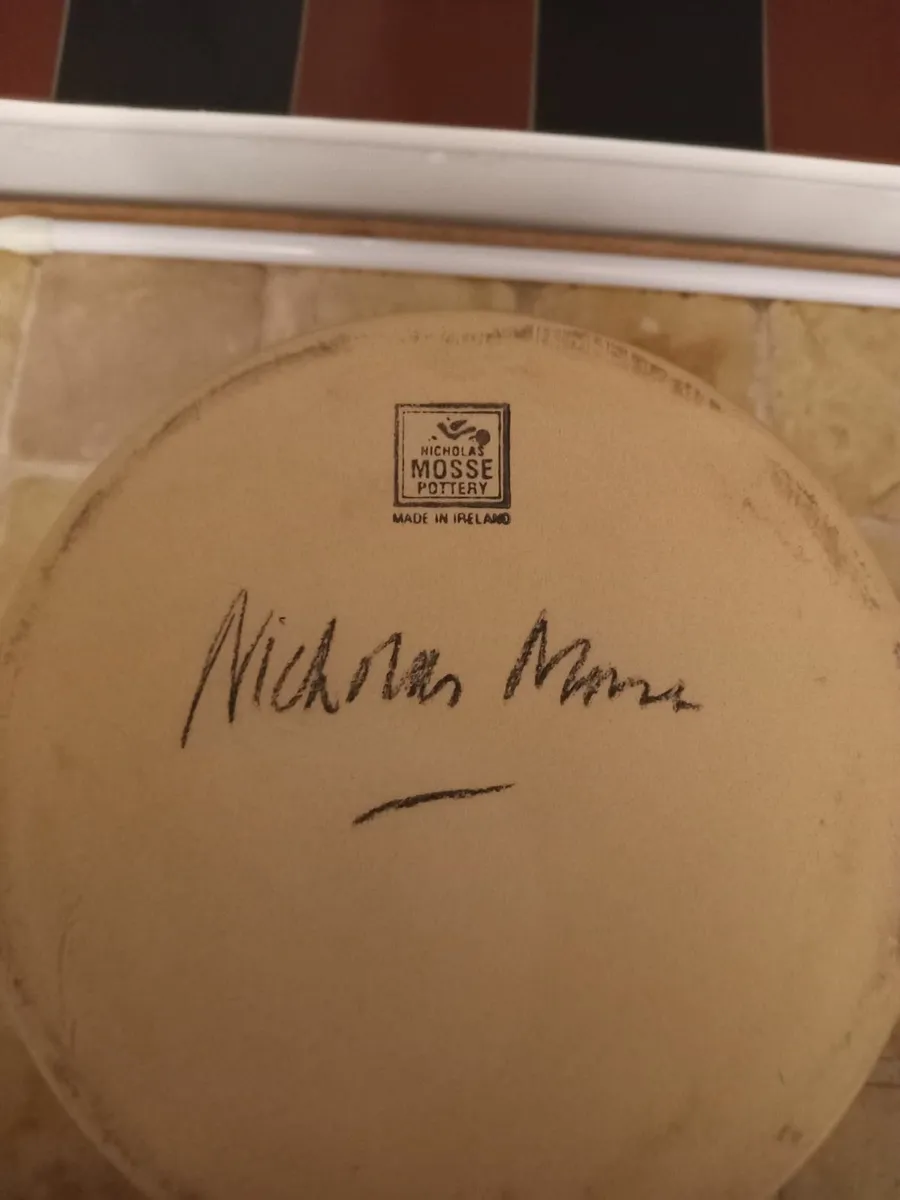 NICHOLAS
MOSSE
POTTERY
MADE IN IRELAND
Nicholas Mosse